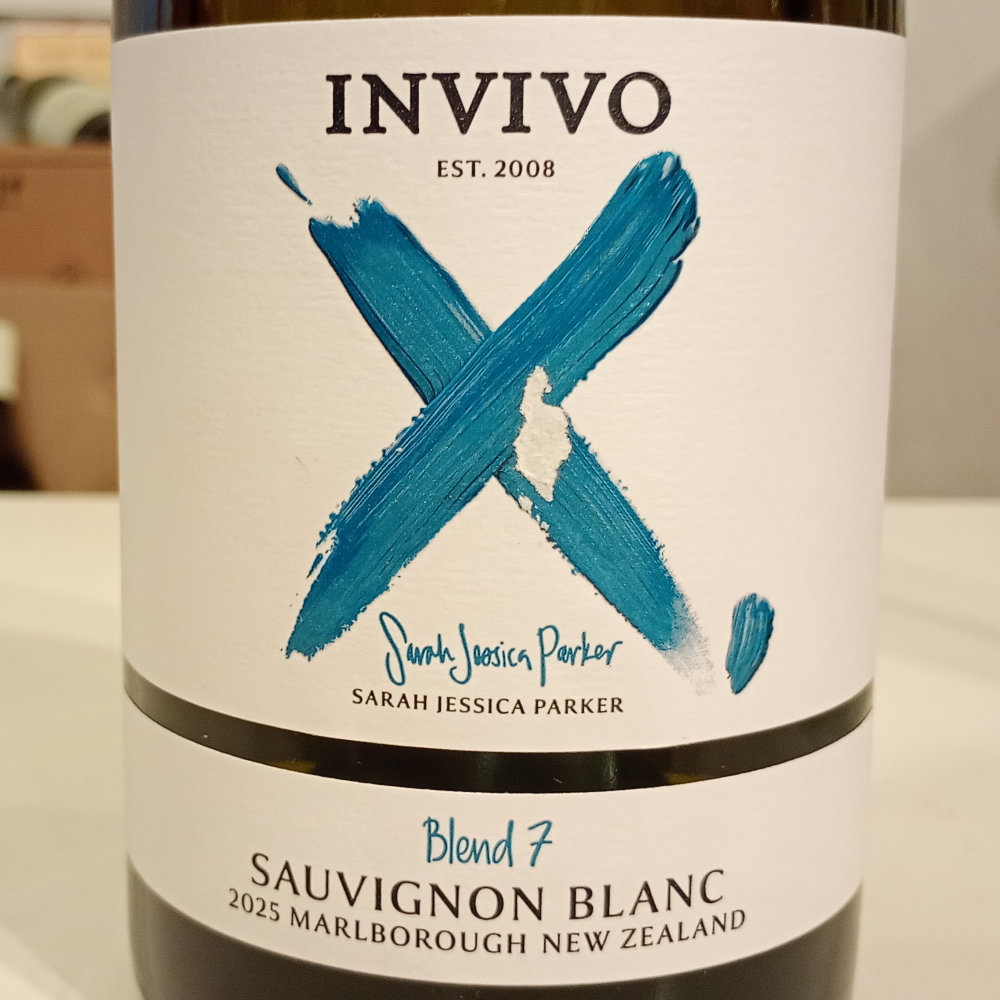 INVIVO
EST. 2008
Sarah Jessica Parker
SARAH JESSICA PARKER
Blend 7
SAUVIGNON BLANC
2025 MARLBOROUGH NEW ZEALAND